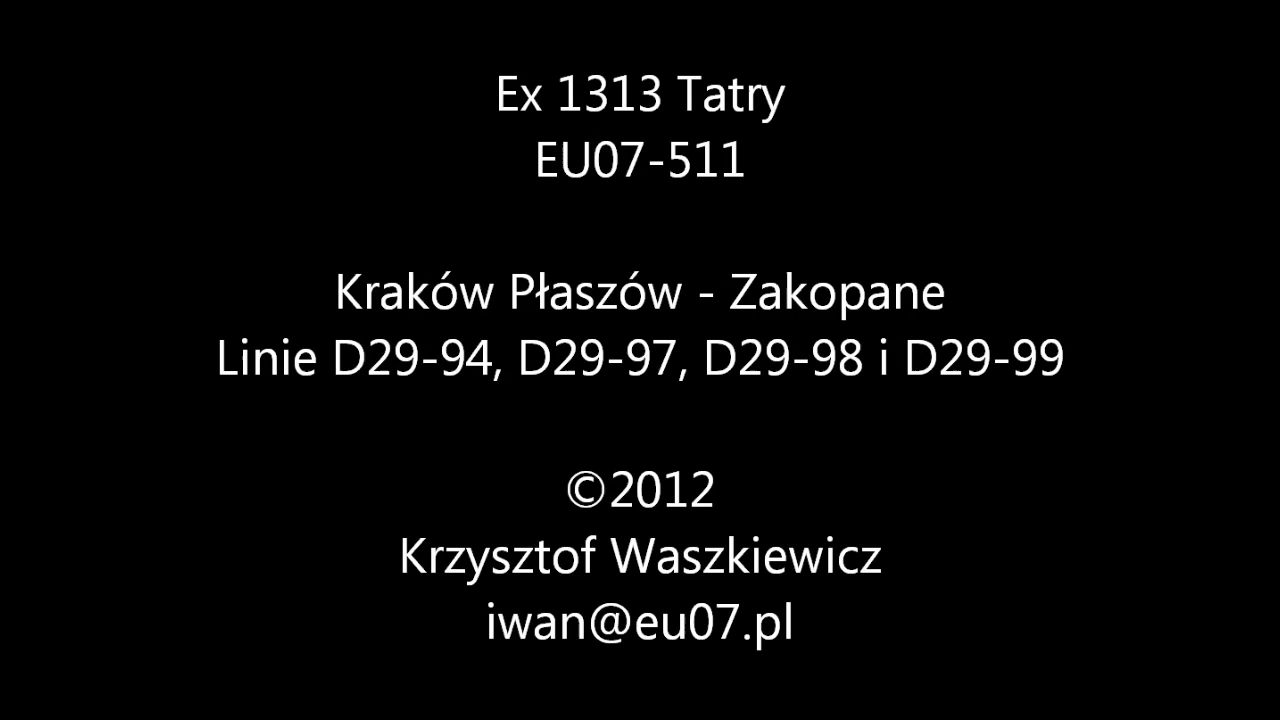 Ex 1313 Tatry
EU07-511
Kraków Płaszów - Zakopane
Linie D29-94, D29-97, D29-98 i D29-99
©2012
Krzysztof Waszkiewicz
iwan@eu07.pl